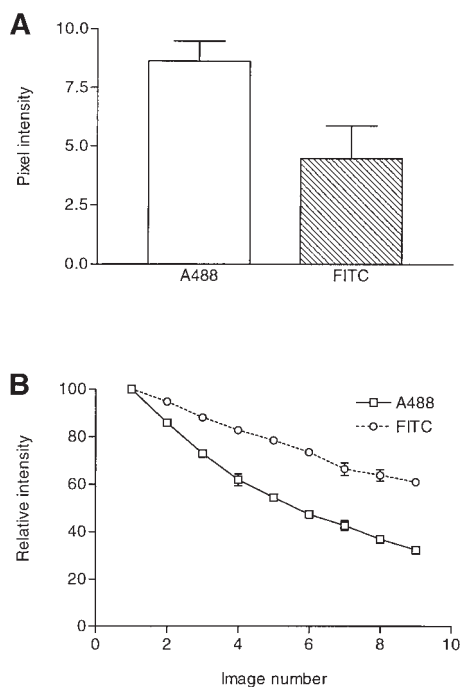 A
10.0
7.5
5.0
2.5
0.0
Pixel intensity
A488 FITC
B
100
80
60
40
20
0
Relative intensity
A488
FITC
0 2 4 6 8 10
Image number